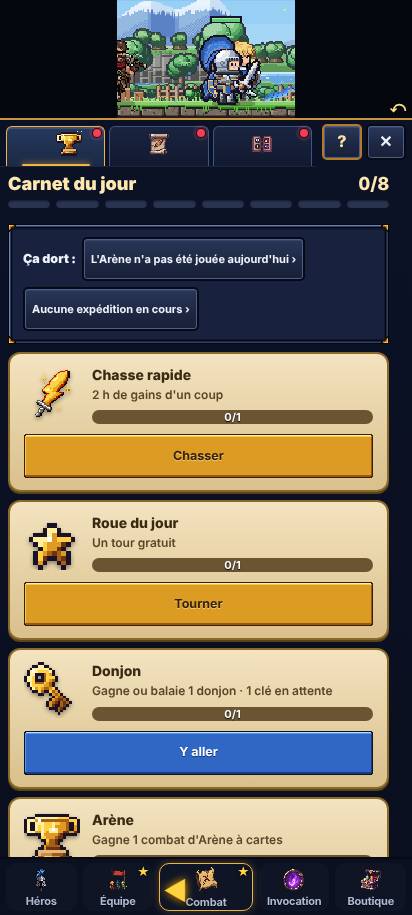 ?
×
Carnet du jour
0/8
Ça dort :
L'Arène n'a pas été jouée aujourd'hui ›
Aucune expédition en cours ›
Chasse rapide
2 h de gains d'un coup
0/1
Chasser
Roue du jour
Un tour gratuit
0/1
Tourner
Donjon
Gagne ou balaie 1 donjon · 1 clé en attente
0/1
Y aller
Arène
Gagne 1 combat d'Arène à cartes
Héros
Équipe
Combat
Invocation
Boutique